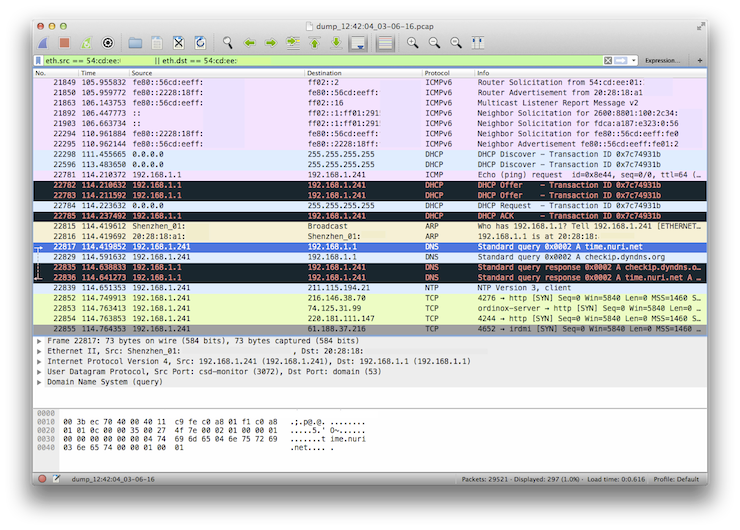 dump_12:42:04_03-06-16.pcap
eth.src == 54:cd:ee: || eth.dst == 54:cd:ee: Expression... +
No. Time Source Destination Protocol Info
21849 105.955832 fe80::56cd:eeff: ff02::2 ICMPv6 Router Solicitation from 54:cd:ee:01:
21850 105.959772 fe80::2228:18ff: fe80::56cd:eeff: ICMPv6 Router Advertisement from 20:28:18:a1:
21863 106.143753 fe80::56cd:eeff: ff02::16 ICMPv6 Multicast Listener Report Message v2
21892 106.447773 :: ff02::1:ff01:291 ICMPv6 Neighbor Solicitation for 2600:8801:100:2c34:
21903 106.663734 :: ff02::1:ff01:291 ICMPv6 Neighbor Solicitation for fdca:a187:e323:0:56
22294 110.961884 fe80::2228:18ff: fe80::56cd:eeff: ICMPv6 Neighbor Solicitation for fe80::56cd:eeff:fe0
22295 110.962144 fe80::56cd:eeff: fe80::2228:18ff: ICMPv6 Neighbor Advertisement fe80::56cd:eeff:fe01:2
22298 111.455665 0.0.0.0 255.255.255.255 DHCP DHCP Discover - Transaction ID 0x7c74931b
22596 113.483650 0.0.0.0 255.255.255.255 DHCP DHCP Discover - Transaction ID 0x7c74931b
22781 114.210372 192.168.1.1 192.168.1.241 ICMP Echo (ping) request id=0x8e44, seq=0/0, ttl=64 (…
22782 114.210632 192.168.1.1 192.168.1.241 DHCP DHCP Offer - Transaction ID 0x7c74931b
22783 114.211592 192.168.1.1 192.168.1.241 DHCP DHCP Offer - Transaction ID 0x7c74931b
22784 114.223632 0.0.0.0 255.255.255.255 DHCP DHCP Request - Transaction ID 0x7c74931b
22785 114.237492 192.168.1.1 192.168.1.241 DHCP DHCP ACK - Transaction ID 0x7c74931b
22815 114.419612 Shenzhen_01: Broadcast ARP Who has 192.168.1.1? Tell 192.168.1.241 [ETHERNET…
22816 114.419692 20:28:18:a1: Shenzhen_01: ARP 192.168.1.1 is at 20:28:18:
22817 114.419852 192.168.1.241 192.168.1.1 DNS Standard query 0x0002 A time.nuri.net
22829 114.591632 192.168.1.241 192.168.1.1 DNS Standard query 0x0002 A checkip.dyndns.org
22835 114.638833 192.168.1.1 192.168.1.241 DNS Standard query response 0x0002 A checkip.dyndns.o…
22836 114.641273 192.168.1.1 192.168.1.241 DNS Standard query response 0x0002 A time.nuri.net A …
22839 114.651353 192.168.1.241 211.115.194.21 NTP NTP Version 3, client
22852 114.749913 192.168.1.241 216.146.38.70 TCP 4276 → http [SYN] Seq=0 Win=5840 Len=0 MSS=1460 S…
22853 114.763413 192.168.1.241 74.125.31.99 TCP ordinox-server → http [SYN] Seq=0 Win=5840 Len=0 …
22854 114.763853 192.168.1.241 220.181.111.147 TCP 4244 → http [SYN] Seq=0 Win=5840 Len=0 MSS=1460 S…
22855 114.764353 192.168.1.241 61.188.37.216 TCP 4652 → irdmi [SYN] Seq=0 Win=5840 Len=0 MSS=1460 …
Frame 22817: 73 bytes on wire (584 bits), 73 bytes captured (584 bits)
Ethernet II, Src: Shenzhen_01: , Dst: 20:28:18:
Internet Protocol Version 4, Src: 192.168.1.241 (192.168.1.241), Dst: 192.168.1.1 (192.168.1.1)
User Datagram Protocol, Src Port: csd-monitor (3072), Dst Port: domain (53)
Domain Name System (query)
0000
0010 00 3b ec 70 40 00 40 11 c9 fe c0 a8 01 f1 c0 a8 .;.p@.@. ........
0020 01 01 0c 00 00 35 00 27 4f 7e 00 02 01 00 00 01 .....5.' O~......
0030 00 00 00 00 00 00 04 74 69 6d 65 04 6e 75 72 69 .......t ime.nuri
0040 03 6e 65 74 00 00 01 00 01 .net.... .
dump_12:42:04_03-06-16 Packets: 29521 · Displayed: 297 (1.0%) · Load time: 0:0.616 Profile: Default